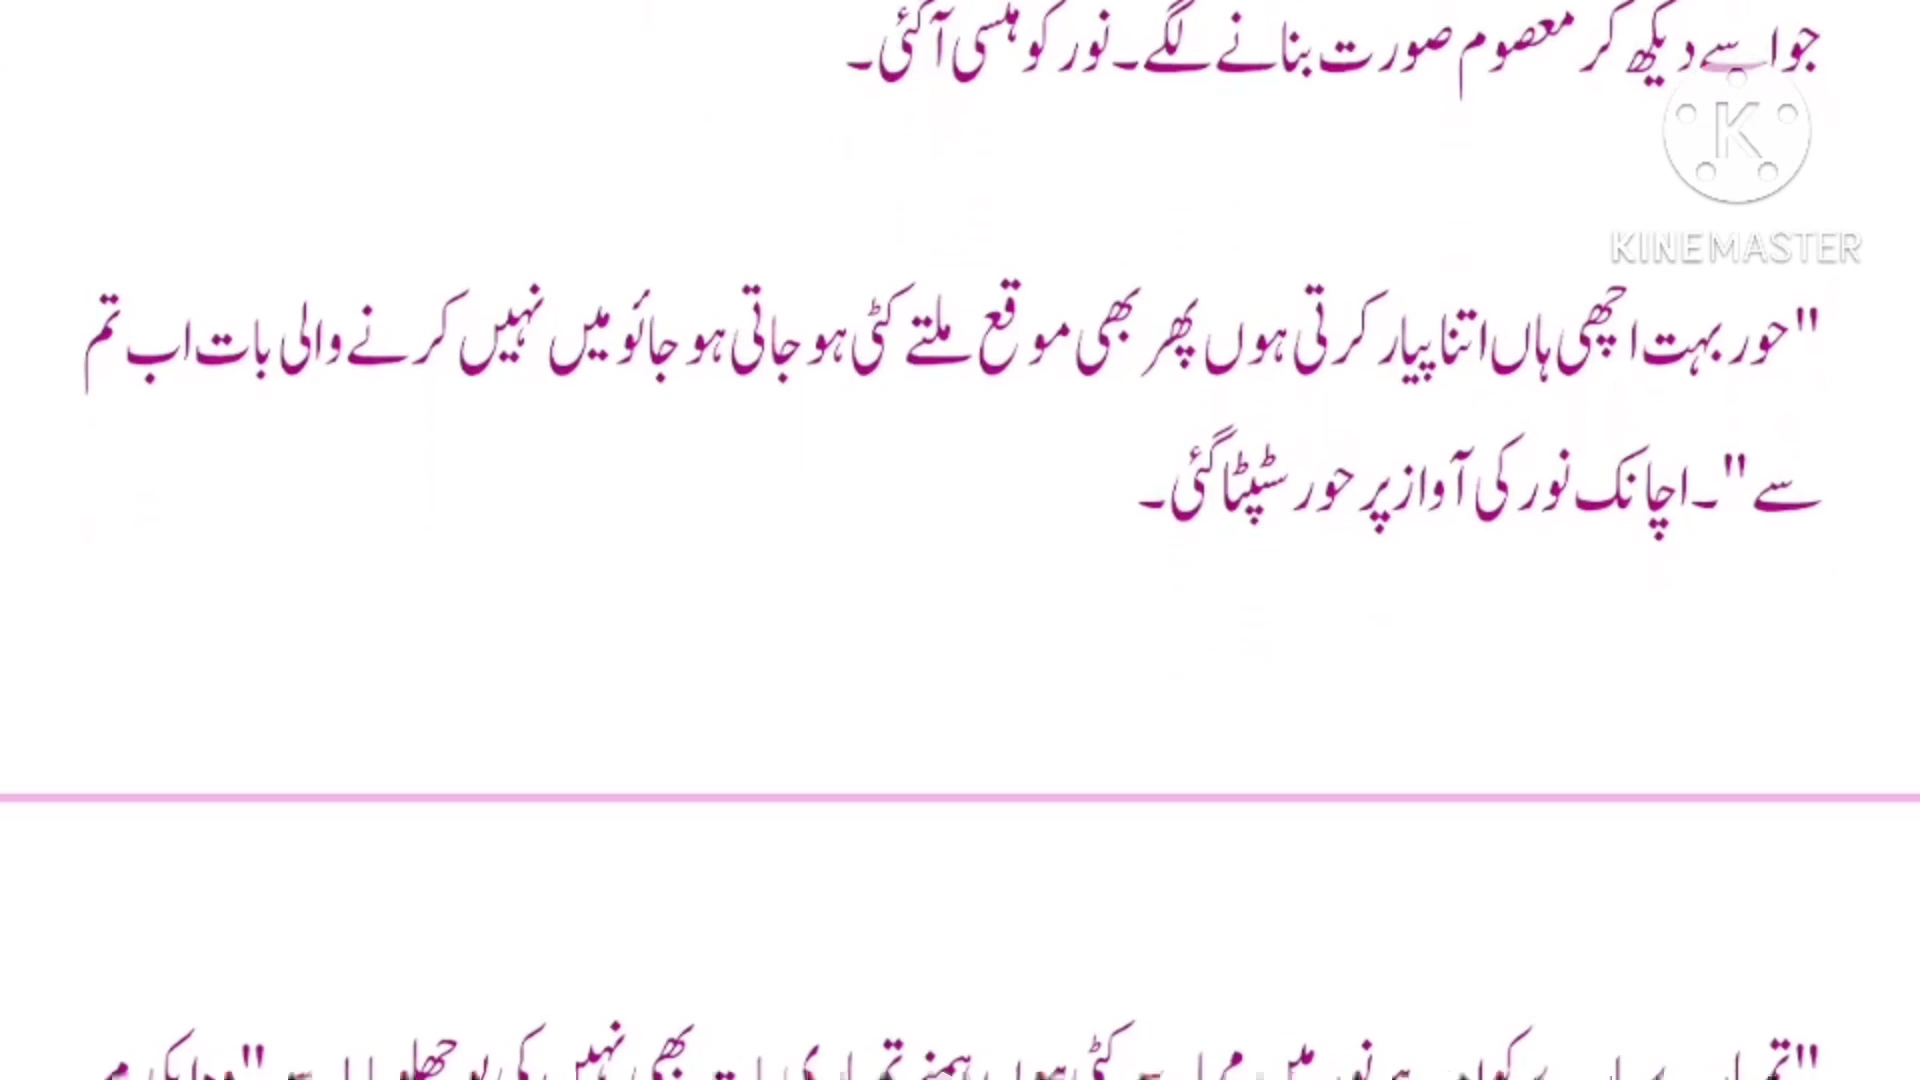 جو اسے دیکھ کر معصوم صورت بنانے لگے۔ نور کو ہنسی آ گئی۔
KINEMASTER
"حور بہت اچھی ہاں اتنا پیار کرتی ہوں پھر بھی موقع ملتے کٹی ہو جاتی ہو جائو میں نہیں کرنے والی بات اب تم
سے"۔ اچانک نور کی آواز پر حور سٹپٹا گئی۔